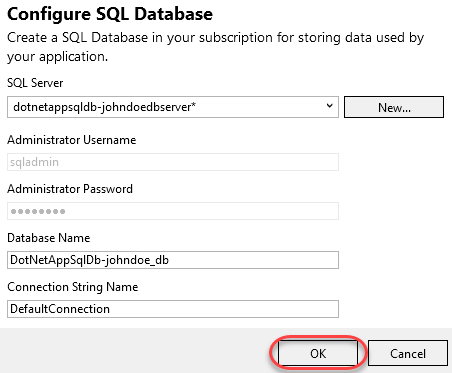 Configure SQL Database
Create a SQL Database in your subscription for storing data used by
your application.
SQL Server
dotnetappsqldb-johndoedbserver*
New...
Administrator Username
sqladmin
Administrator Password
••••••••
Database Name
DotNetAppSqlDb-johndoe_db
Connection String Name
DefaultConnection
OK
Cancel